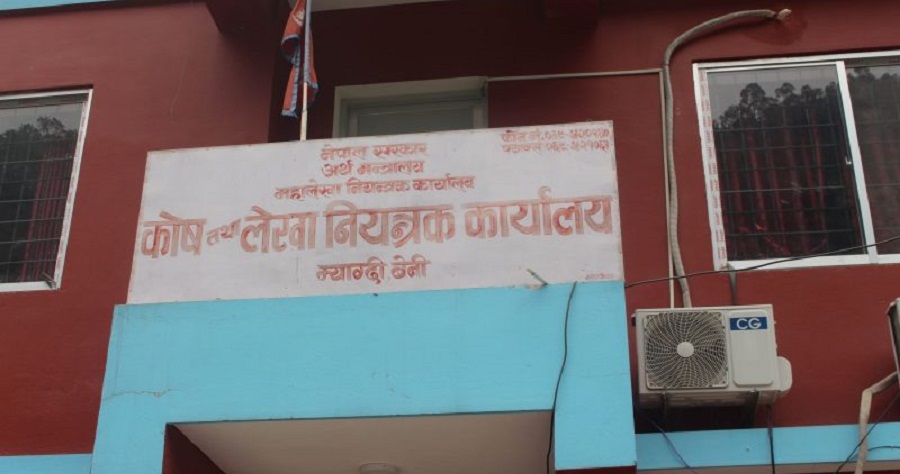 नेपाल सरकार
अर्थ मन्त्रालय
महालेखा नियन्त्रक कार्यालय
कोष तथा लेखा नियन्त्रक कार्यालय
म्याग्दी बेनी
फोन नं.
CG